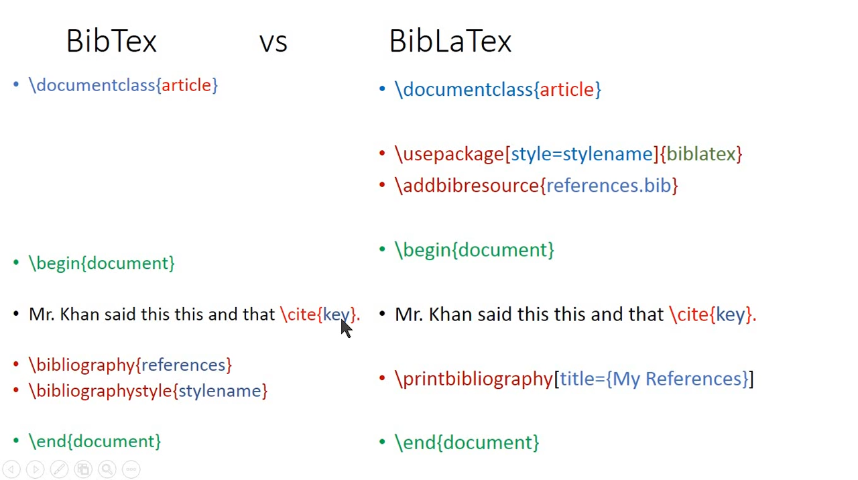 BibTex vs BibLaTex
• \documentclass{article}
• \begin{document}
• Mr. Khan said this this and that \cite{key}.
• \bibliography{references}
• \bibliographystyle{stylename}
• \end{document}
• \documentclass{article}
• \usepackage[style=stylename]{biblatex}
• \addbibresource{references.bib}
• \begin{document}
• Mr. Khan said this this and that \cite{key}.
• \printbibliography[title={My References}]
• \end{document}